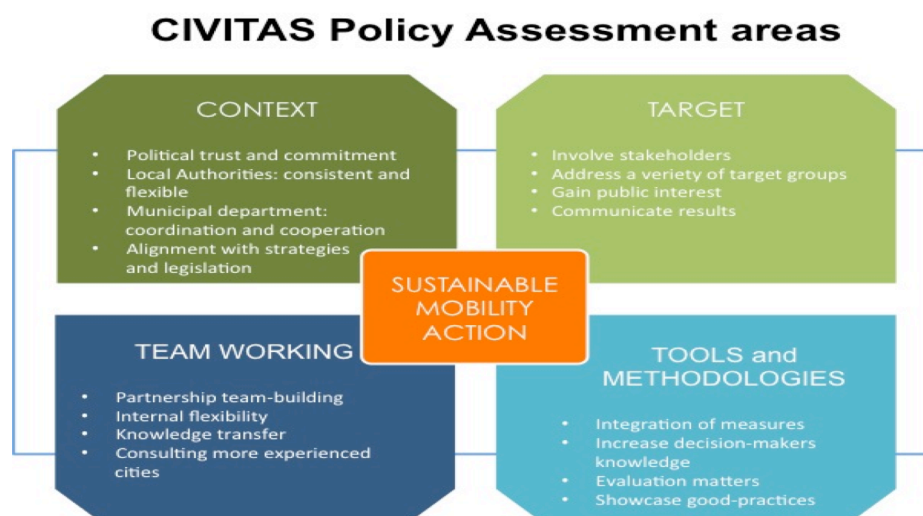 CIVITAS Policy Assessment areas
CONTEXT
• Political trust and commitment
• Local Authorities: consistent and
flexible
• Municipal department:
coordination and cooperation
• Alignment with strategies
and legislation
TARGET
• Involve stakeholders
• Address a veriety of target groups
• Gain public interest
• Communicate results
SUSTAINABLE
MOBILITY
ACTION
TEAM WORKING
• Partnership team-building
• Internal flexibility
• Knowledge transfer
• Consulting more experienced
cities
TOOLS and
METHODOLOGIES
• Integration of measures
• Increase decision-makers
knowledge
• Evaluation matters
• Showcase good-practices